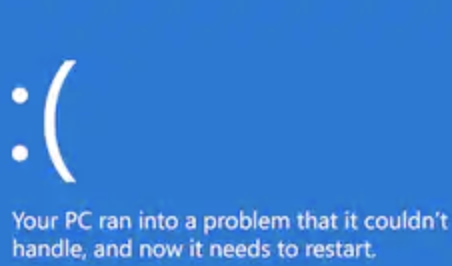 :(
Your PC ran into a problem that it couldn't
handle, and now it needs to restart.